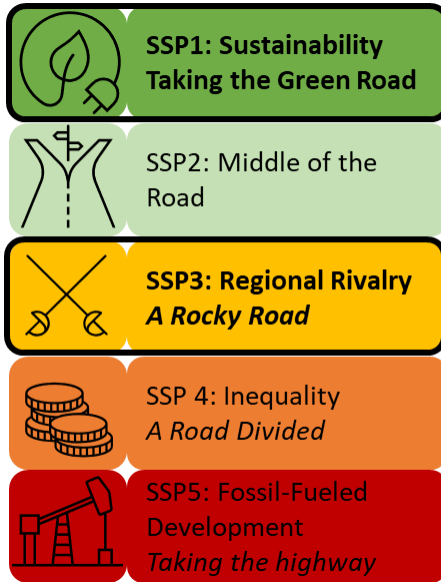 SSP1: Sustainability
Taking the Green Road
SSP2: Middle of the
Road
SSP3: Regional Rivalry
A Rocky Road
SSP 4: Inequality
A Road Divided
SSP5: Fossil-Fueled
Development
Taking the highway